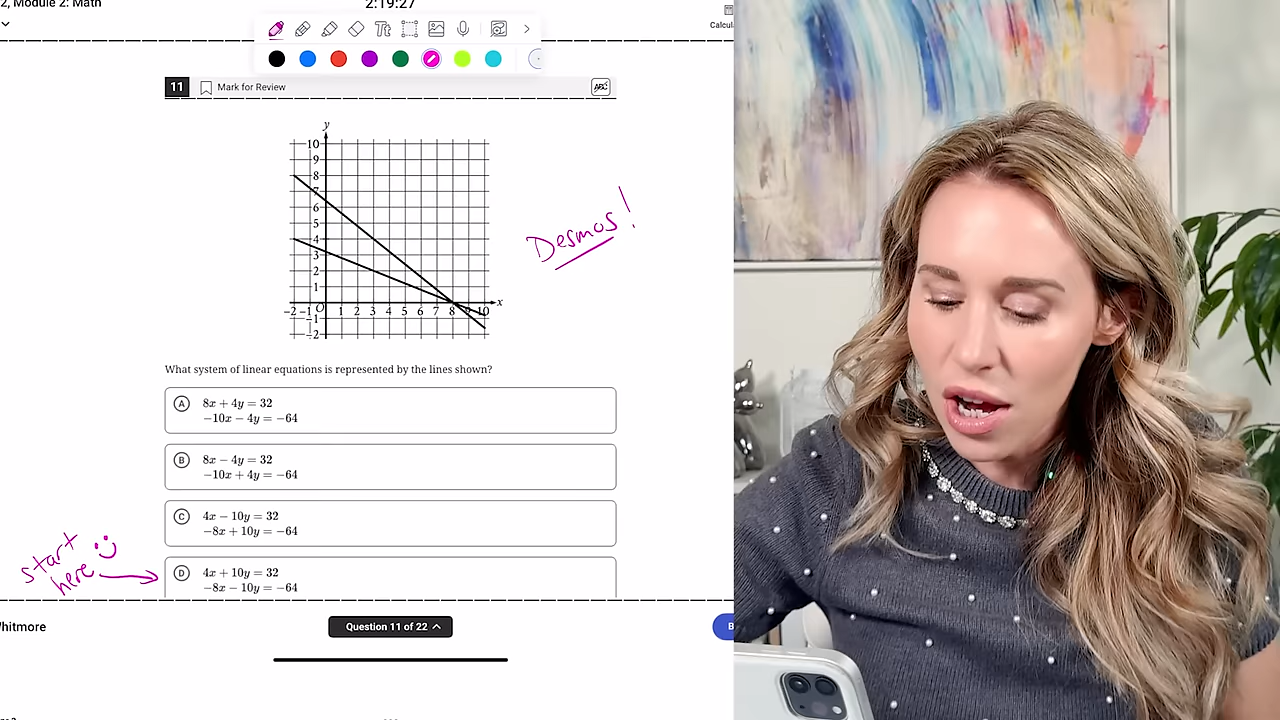 2, Module 2: Math
2:19:27
Calcul
Tt
11
Mark for Review
ABC
y
10
9
8
7
6
5
4
3
2
1
-2 -1 O 1 2 3 4 5 6 7 8 9 10 x
-1
-2
Desmos!
What system of linear equations is represented by the lines shown?
A 8x + 4y = 32
−10x − 4y = −64
B 8x − 4y = 32
−10x + 4y = −64
C 4x − 10y = 32
−8x + 10y = −64
start
here
D 4x + 10y = 32
−8x − 10y = −64
hitmore
Question 11 of 22
B